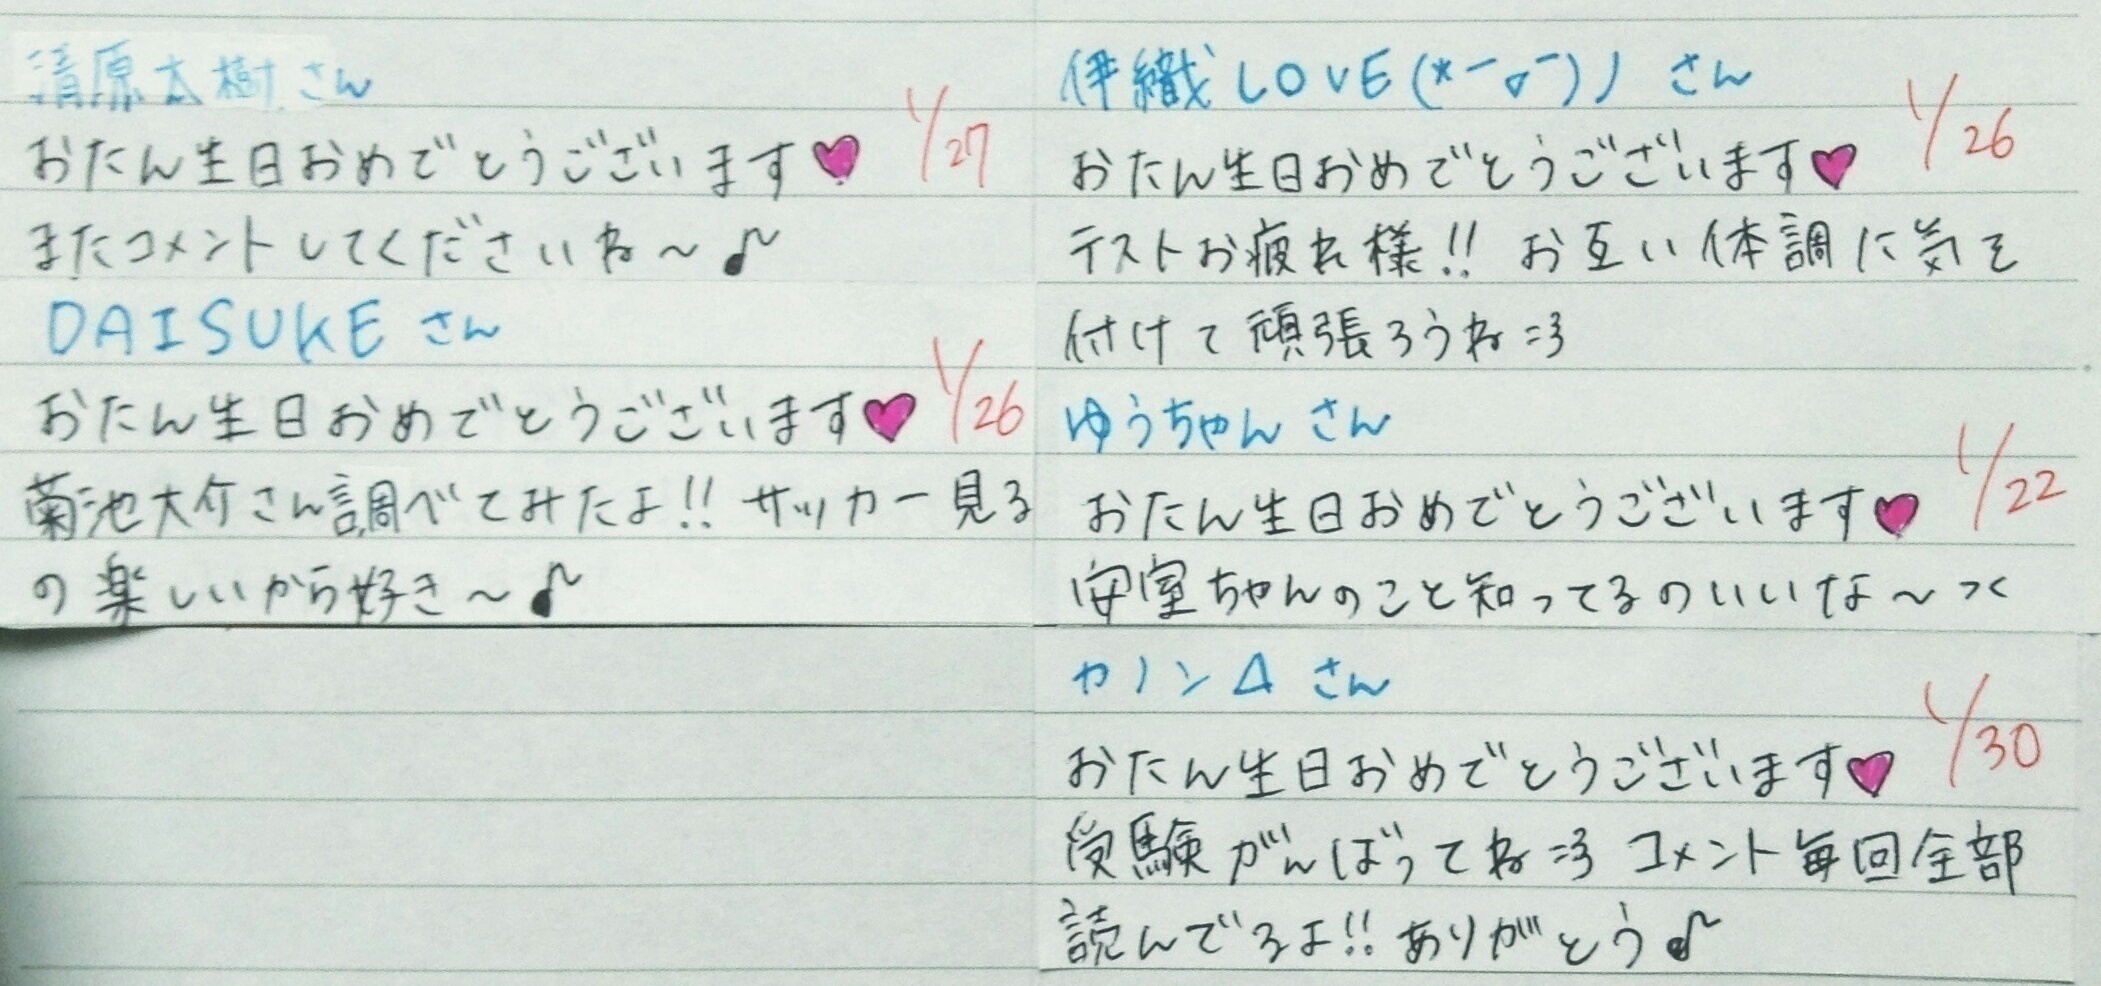 清原太樹さん
おたん生日おめでとうございます♥ 1/27
またコメントしてくださいね〜♪
DAISUKEさん
おたん生日おめでとうございます♥ 1/26
菊池大介さん調べてみたよ!! サッカー見る
の楽しいから好き〜♪
伊織LOVE(*¯σ¯)ノ さん
おたん生日おめでとうございます♥ 1/26
テストお疲れ様!! お互い体調に気を
付けて頑張ろうね=3
ゆうちゃん さん
おたん生日おめでとうございます♥ 1/22
安室ちゃんのこと知ってるのいいな〜><
カノンΔ さん
おたん生日おめでとうございます♥ 1/30
受験がんばってね=3 コメント毎回全部
読んでるよ!! ありがとう♪